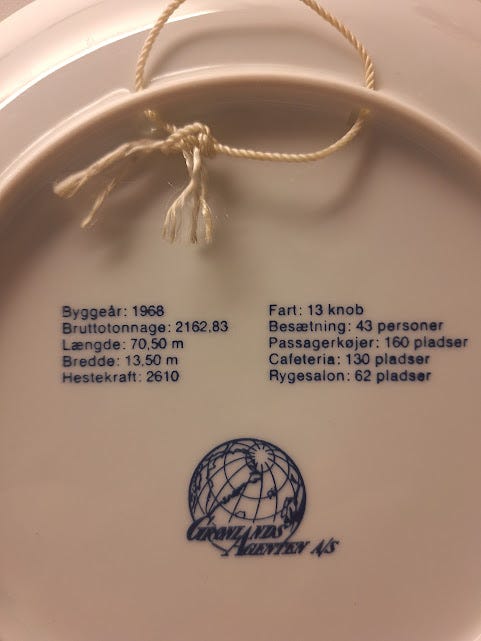 Byggeår: 1968
Bruttotonnage: 2162,83
Længde: 70,50 m
Bredde: 13,50 m
Hestekraft: 2610
Fart: 13 knob
Besætning: 43 personer
Passagerkøjer: 160 pladser
Cafeteria: 130 pladser
Rygesalon: 62 pladser
GRØNLANDS
AGENTEN A/S